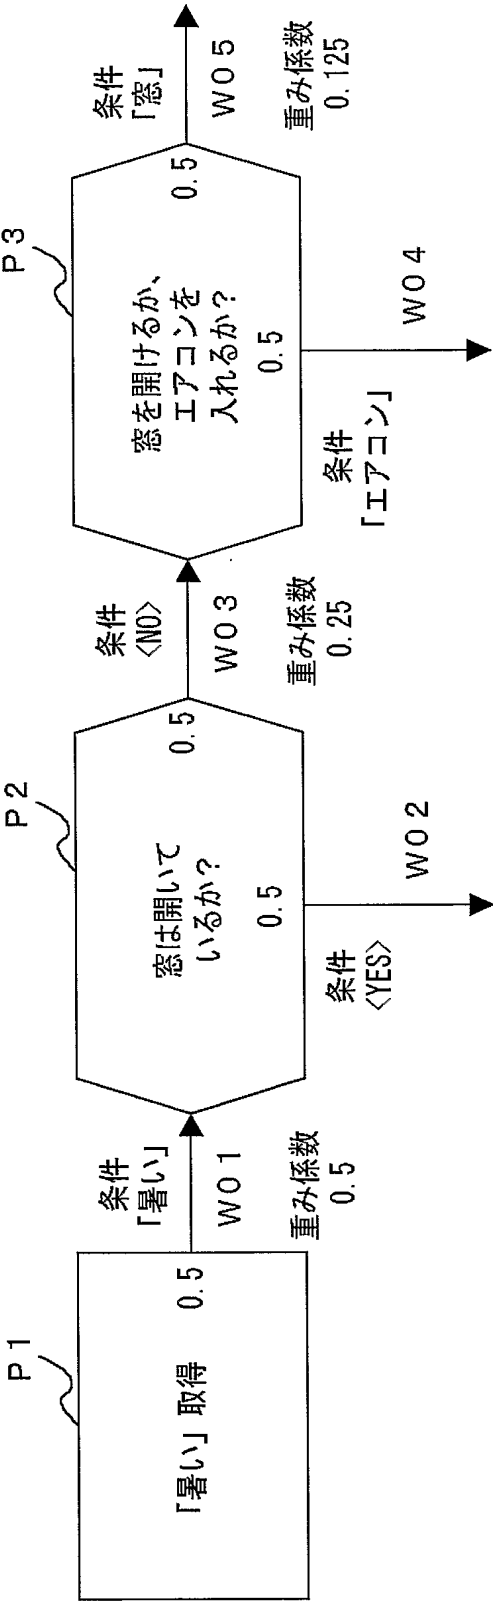 P1
「暑い」取得
0.5
条件
「暑い」
W01
重み係数
0.5
P2
窓は開いて
いるか?
0.5
0.5
条件
<YES>
W02
条件
<NO>
W03
重み係数
0.25
P3
窓を開けるか、
エアコンを
入れるか?
0.5
0.5
条件
「エアコン」
W04
条件
「窓」
W05
重み係数
0.125